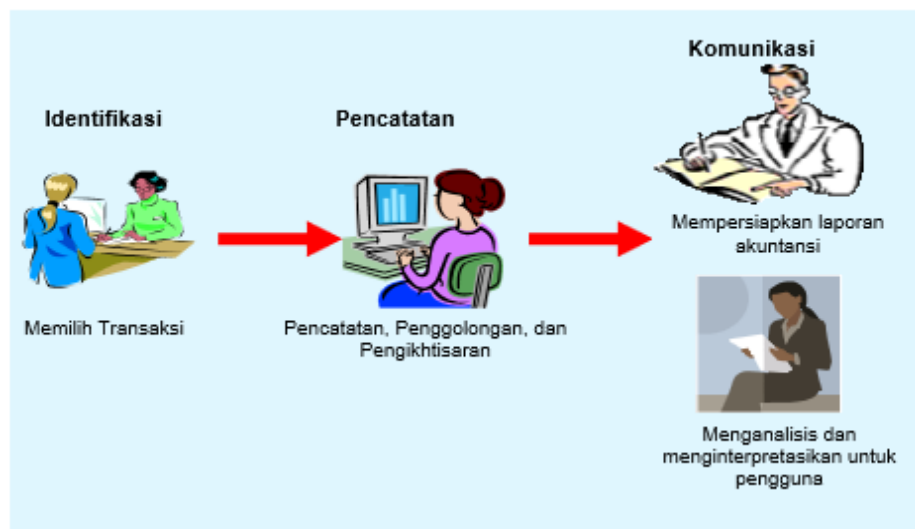 Identifikasi
Memilih Transaksi
Pencatatan
Pencatatan, Penggolongan, dan
Pengikhtisaran
Komunikasi
Mempersiapkan laporan
akuntansi
Menganalisis dan
menginterpretasikan untuk
pengguna